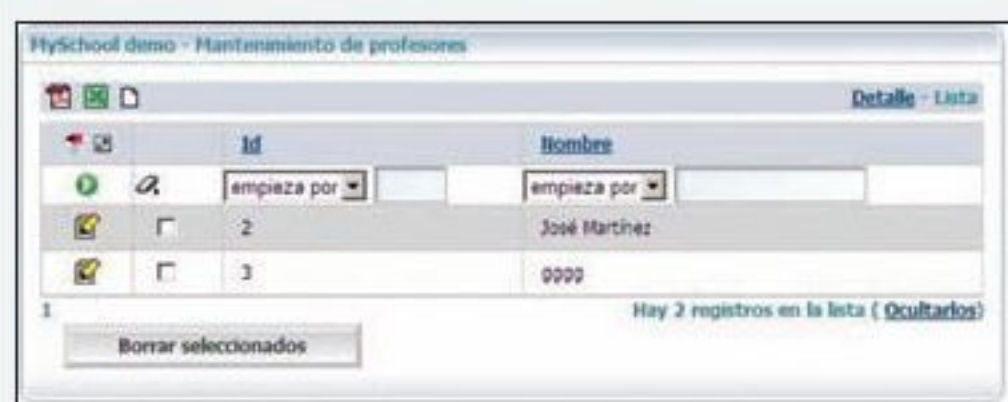 MySchool demo - Mantenimiento de profesores
Detalle - Lista
Id Nombre
empieza por empieza por
2 José Martínez
3 gggg
1 Hay 2 registros en la lista ( Ocultarlos)
Borrar seleccionados